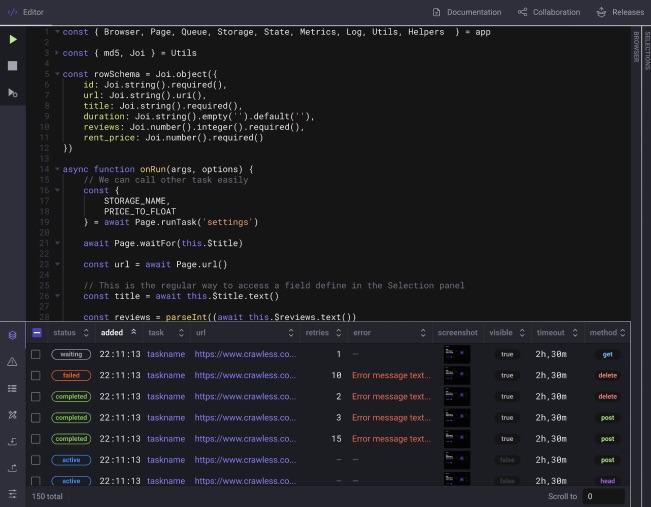 </> Editor
Documentation
Collaboration
Releases
1 const { Browser, Page, Queue, Storage, State, Metrics, Log, Utils, Helpers  } = app
2
3 const { md5, Joi } = Utils
4
5 const rowSchema = Joi.object({
6 id: Joi.string().required(),
7 url: Joi.string().uri(),
8 title: Joi.string().required(),
9 duration: Joi.string().empty('').default(''),
10 reviews: Joi.number().integer().required(),
11 rent_price: Joi.number().required()
12 })
13
14 async function onRun(args, options) {
15 // We can call other task easily
16 const {
17 STORAGE_NAME,
18 PRICE_TO_FLOAT
19 } = await Page.runTask('settings')
20
21 await Page.waitFor(this.$title)
22
23 const url = await Page.url()
24
25 // This is the regular way to access a field define in the Selection panel
26 const title = await this.$title.text()
27
28 const reviews = parseInt((await this.$reviews.text())
BROWSER
SELECTIONS
status added task url retries error screenshot visible timeout method
waiting 22:11:13 taskname https://www.crawless.co... 1 — true 2h,30m get
failed 22:11:13 taskname https://www.crawless.co... 10 Error message text... true 2h,30m delete
completed 22:11:13 taskname https://www.crawless.co... 2 Error message text... true 2h,30m delete
completed 22:11:13 taskname https://www.crawless.co... 3 Error message text... true 2h,30m post
completed 22:11:13 taskname https://www.crawless.co... 15 Error message text... true 2h,30m post
active 22:11:13 taskname https://www.crawless.co... — — false 2h,30m post
active 22:11:13 taskname https://www.crawless.co... — — false 2h,30m head
150 total
Scroll to 0